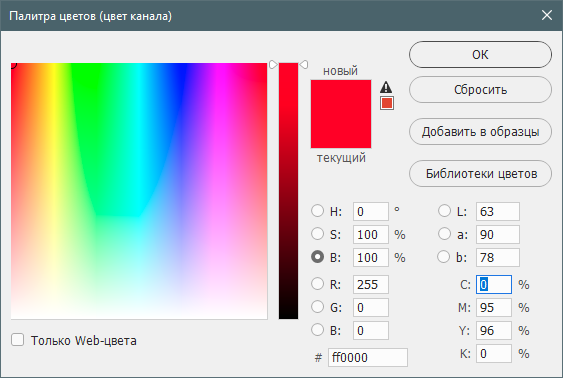 Палитра цветов (цвет канала)
новый
текущий
OK
Сбросить
Добавить в образцы
Библиотеки цветов
H: 0 ° L: 63
S: 100 % a: 90
B: 100 % b: 78
R: 255 C: 0 %
G: 0 M: 95 %
B: 0 Y: 96 %
# ff0000 K: 0 %
Только Web-цвета